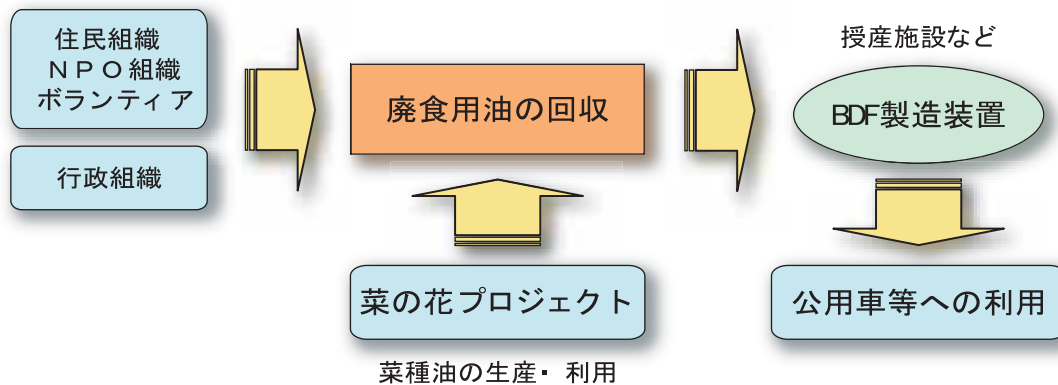 住民組織
ＮＰＯ組織
ボランティア
行政組織
廃食用油の回収
菜の花プロジェクト
菜種油の生産・利用
授産施設など
BDF製造装置
公用車等への利用